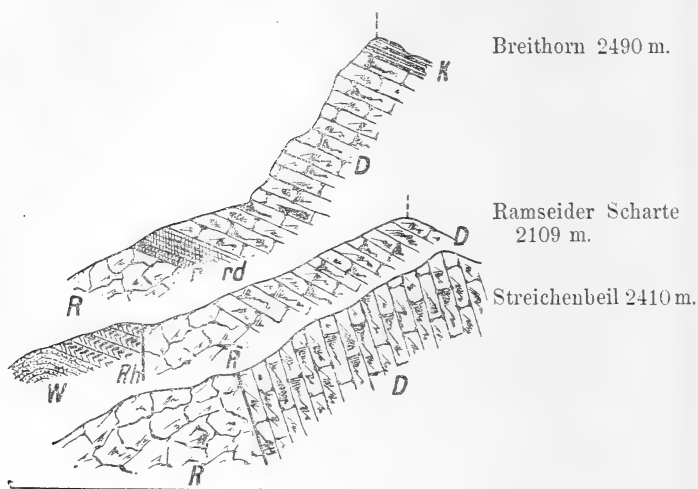 Breithorn 2490 m.
K
D
Ramseider Scharte
2109 m.
D
rd
R
Streichenbeil 2410 m.
Rh
R
W
D
R